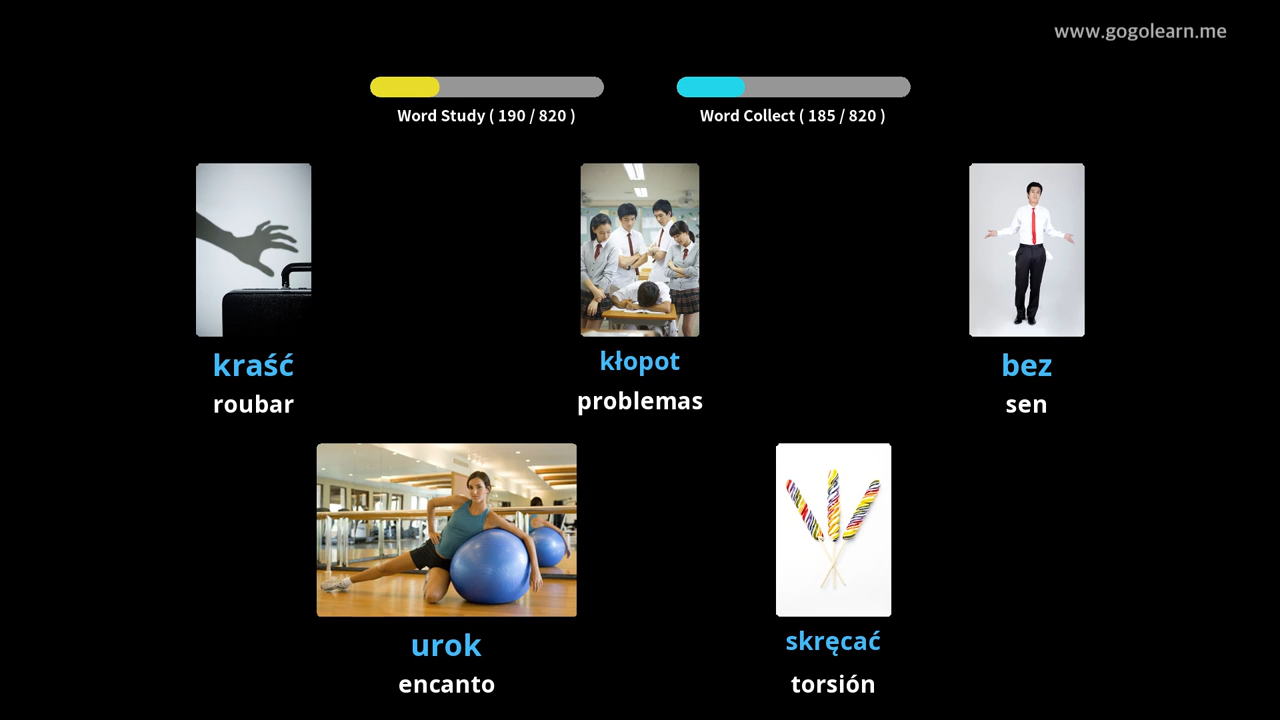 www.gogolearn.me
Word Study ( 190 / 820 )
Word Collect ( 185 / 820 )
kraść
roubar
kłopot
problemas
bez
sen
urok
encanto
skręcać
torsión